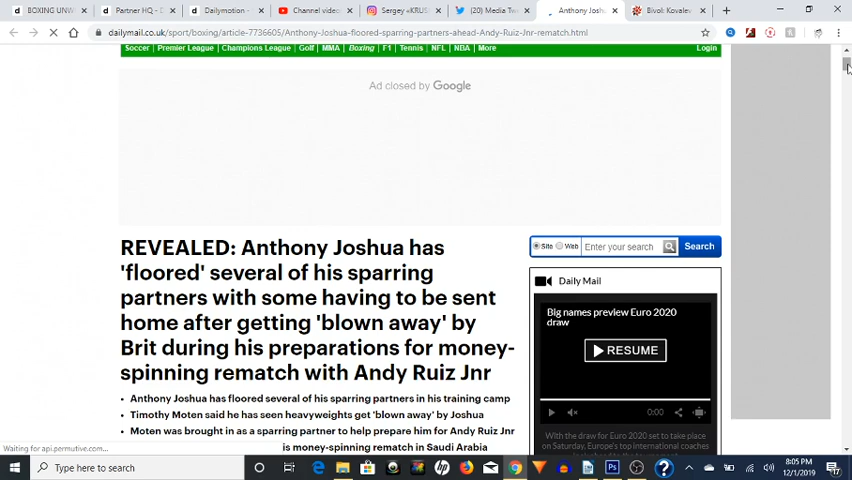 BOXING UNIV
Partner HQ - D
Dailymotion -
Channel video
Sergey «KRUS
(20) Media Tw
Anthony Josh
Bivol: Kovalev
dailymail.co.uk/sport/boxing/article-7736605/Anthony-Joshua-floored-sparring-partners-ahead-Andy-Ruiz-Jnr-rematch.html
Soccer | Premier League | Champions League | Golf | MMA | Boxing | F1 | Tennis | NFL | NBA | More Login
Ad closed by Google
REVEALED: Anthony Joshua has
'floored' several of his sparring
partners with some having to be sent
home after getting 'blown away' by
Brit during his preparations for money-
spinning rematch with Andy Ruiz Jnr
• Anthony Joshua has floored several of his sparring partners in his training camp
• Timothy Moten said he has seen heavyweights get 'blown away' by Joshua
• Moten was brought in as a sparring partner to help prepare him for Andy Ruiz Jnr
is money-spinning rematch in Saudi Arabia
Site Web Enter your search Search
Daily Mail
Big names preview Euro 2020
draw
RESUME
0:00
With the draw for Euro 2020 set to take place
on Saturday, Europe's top international coaches
Waiting for api.permutive.com...
Type here to search
8:05 PM
12/1/2019
17